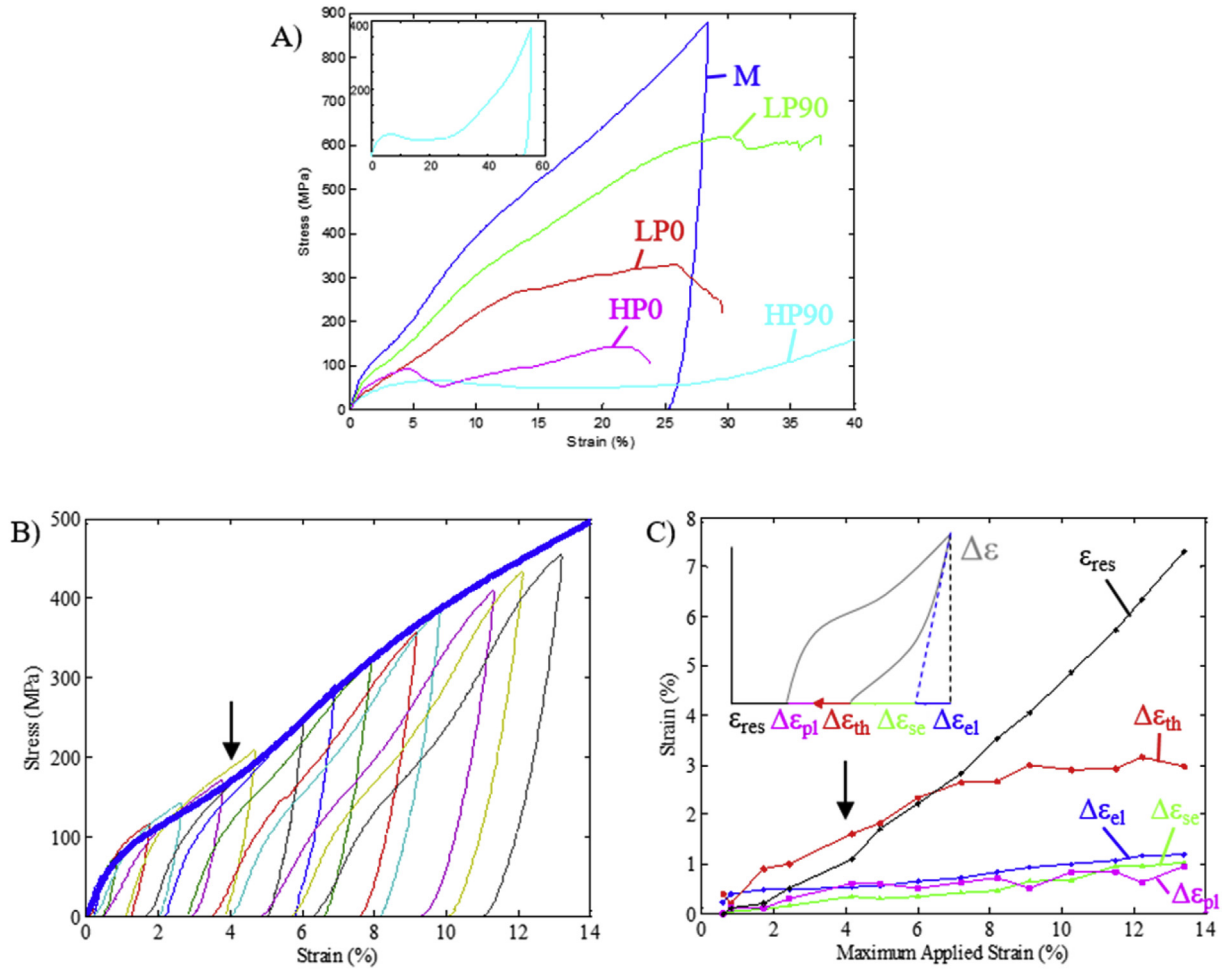 A)
900
800
700
600
500
400
300
200
100
0
Stress (MPa)
0 5 10 15 20 25 30 35 40
Strain (%)
400
200
0 20 40 60
M
LP90
LP0
HP0
HP90
B)
500
400
300
200
100
0
Stress (MPa)
0 2 4 6 8 10 12 14
Strain (%)
C)
8
7
6
5
4
3
2
1
0
Strain (%)
0 2 4 6 8 10 12 14
Maximum Applied Strain (%)
Δε
εres
εres Δεpl Δεth Δεse Δεel
Δεth
Δεel Δεse
Δεpl